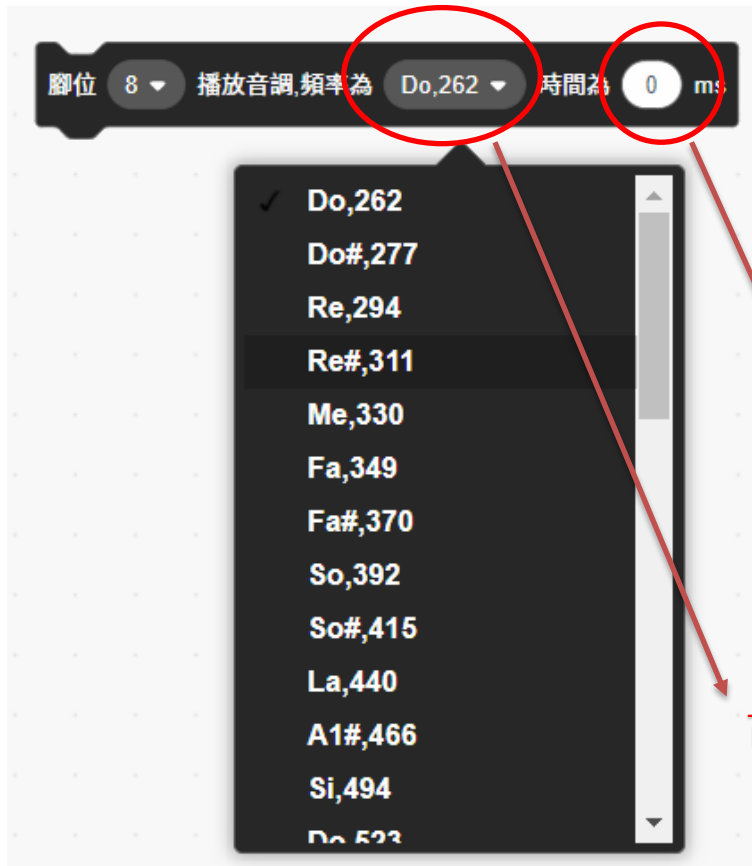 腳位 8 播放音調,頻率為 Do,262 時間為 0 ms
Do,262
Do#,277
Re,294
Re#,311
Me,330
Fa,349
Fa#,370
So,392
So#,415
La,440
A1#,466
Si,494
Do,523